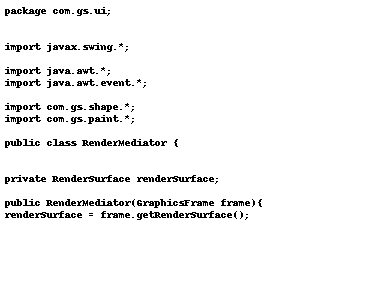 package com.gs.ui;
import javax.swing.*;
import java.awt.*;
import java.awt.event.*;
import com.gs.shape.*;
import com.gs.paint.*;
public class RenderMediator {
private RenderSurface renderSurface;
public RenderMediator(GraphicsFrame frame){
renderSurface = frame.getRenderSurface();